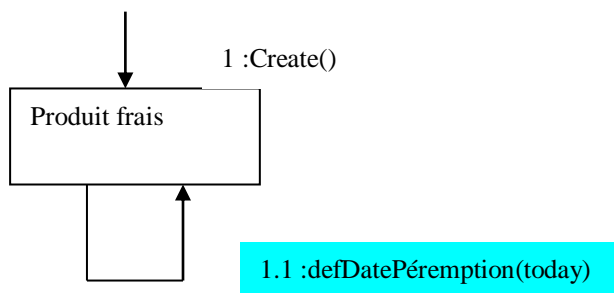 1 :Create()
Produit frais
1.1 :defDatePéremption(today)